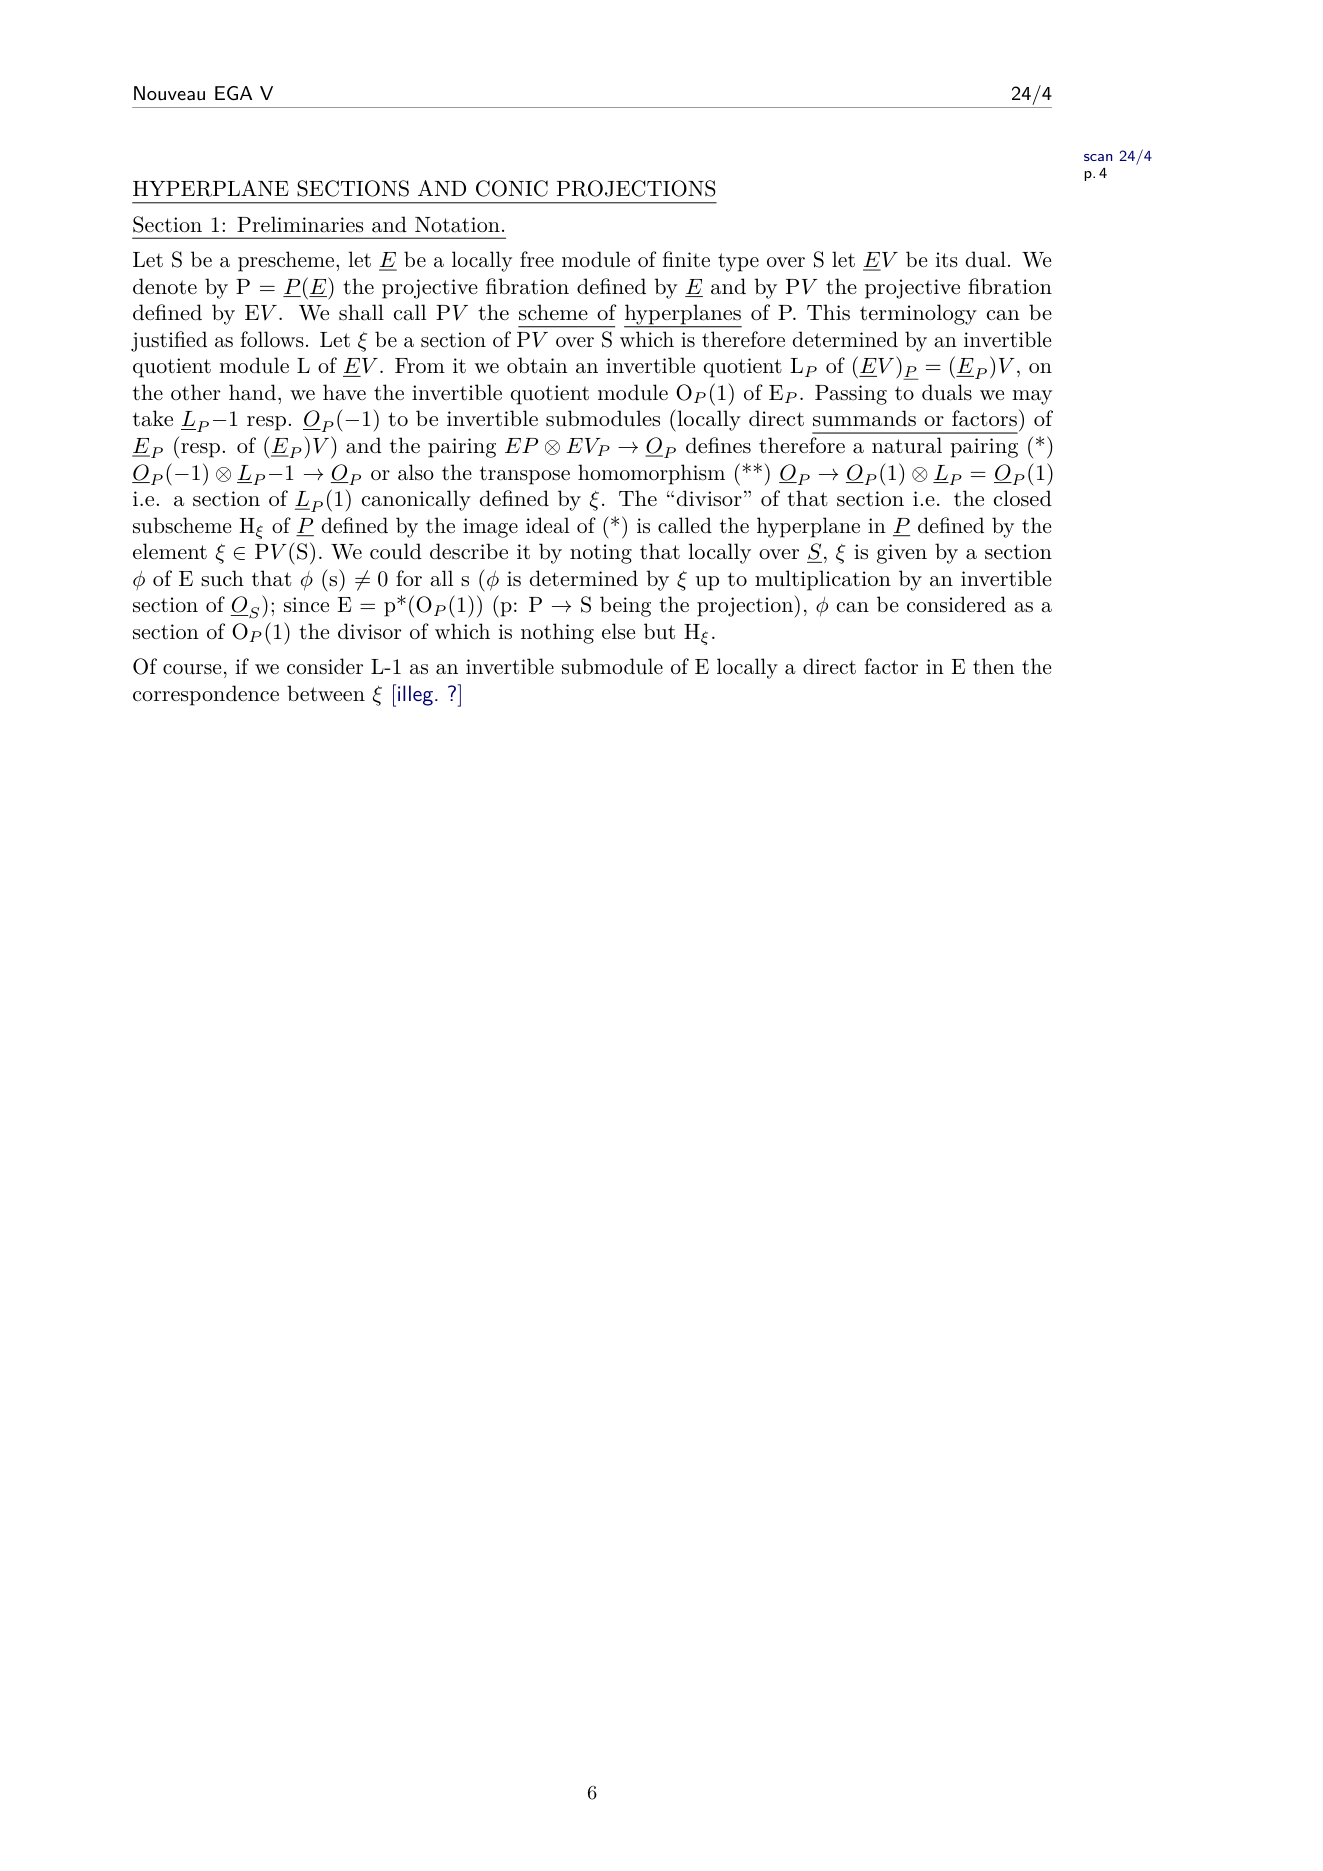 Nouveau EGA V 24/4
scan 24/4
p. 4
HYPERPLANE SECTIONS AND CONIC PROJECTIONS
Section 1: Preliminaries and Notation.
Let S be a prescheme, let E be a locally free module of finite type over S let EV be its dual. We
denote by P = P(E) the projective fibration defined by E and by PV the projective fibration
defined by EV. We shall call PV the scheme of hyperplanes of P. This terminology can be
justified as follows. Let ξ be a section of PV over S which is therefore determined by an invertible
quotient module L of EV. From it we obtain an invertible quotient L_P of (EV)_P = (E_P)V, on
the other hand, we have the invertible quotient module O_P(1) of E_P. Passing to duals we may
take L_P−1 resp. O_P(−1) to be invertible submodules (locally direct summands or factors) of
E_P (resp. of (E_P)V) and the pairing EP ⊗ EV_P → O_P defines therefore a natural pairing (*)
O_P(−1) ⊗ L_P−1 → O_P or also the transpose homomorphism (**) O_P → O_P(1) ⊗ L_P = O_P(1)
i.e. a section of L_P(1) canonically defined by ξ. The “divisor” of that section i.e. the closed
subscheme H_ξ of P defined by the image ideal of (*) is called the hyperplane in P defined by the
element ξ ∈ PV(S). We could describe it by noting that locally over S, ξ is given by a section
ϕ of E such that ϕ (s) ≠ 0 for all s (ϕ is determined by ξ up to multiplication by an invertible
section of O_S); since E = p*(O_P(1)) (p: P → S being the projection), ϕ can be considered as a
section of O_P(1) the divisor of which is nothing else but H_ξ.
Of course, if we consider L-1 as an invertible submodule of E locally a direct factor in E then the
correspondence between ξ [illeg. ?]
6